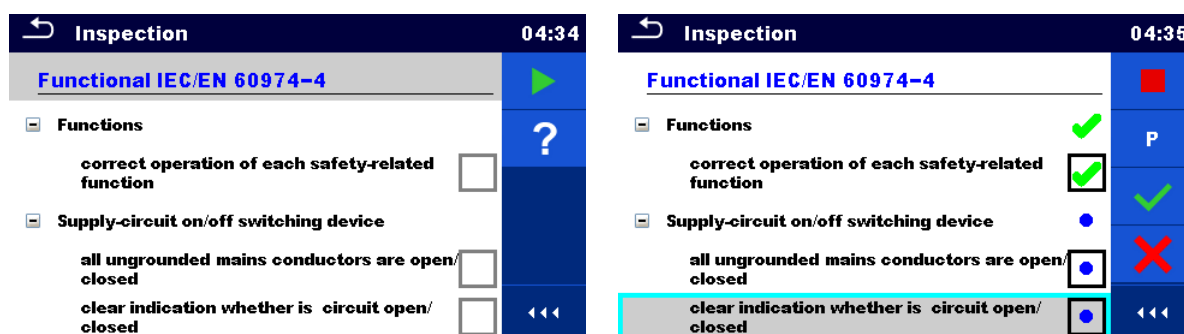 Inspection 04:34
Functional IEC/EN 60974-4
Functions
correct operation of each safety-related
function
Supply-circuit on/off switching device
all ungrounded mains conductors are open/
closed
clear indication whether is circuit open/
closed
?
Inspection 04:35
Functional IEC/EN 60974-4
Functions
correct operation of each safety-related
function
Supply-circuit on/off switching device
all ungrounded mains conductors are open/
closed
clear indication whether is circuit open/
closed
P